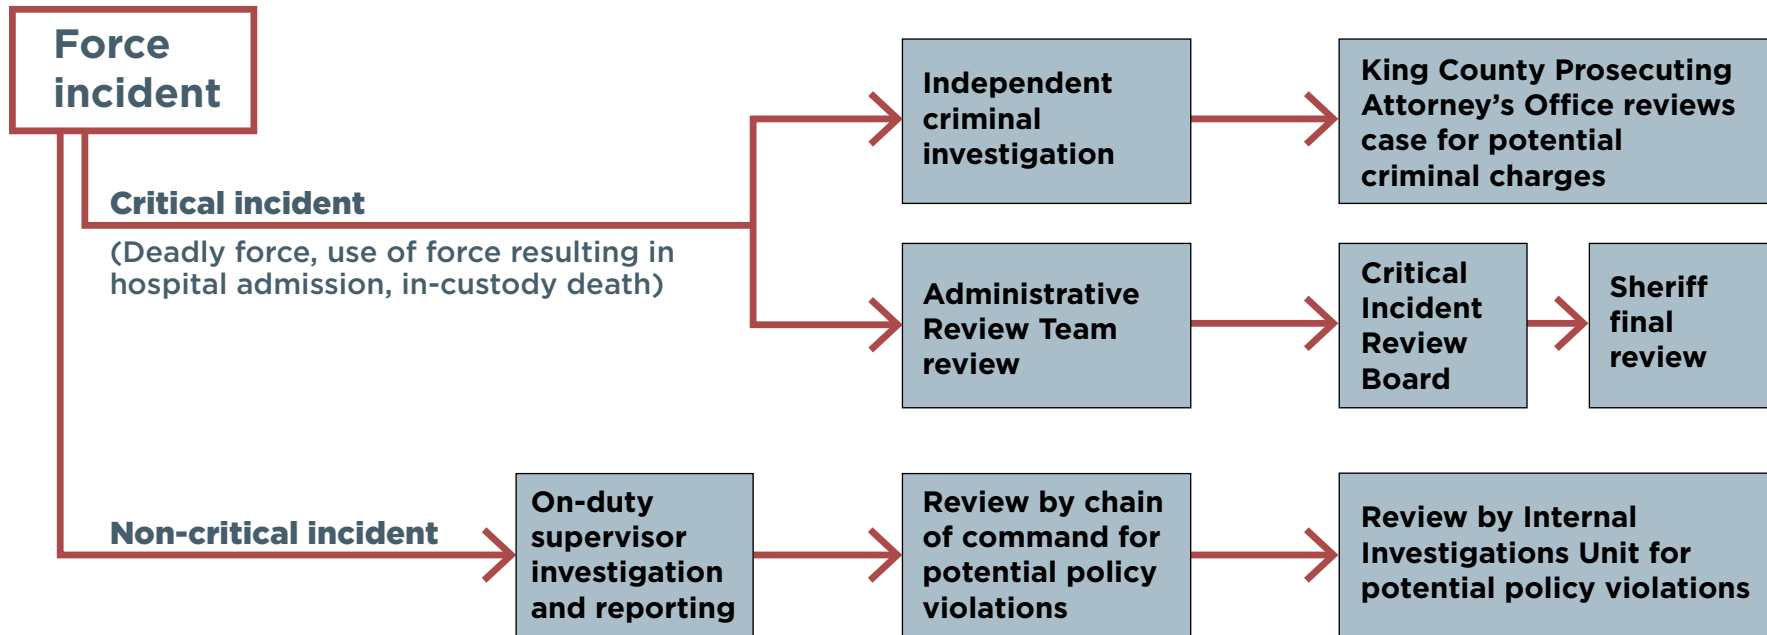 Force
incident
Critical incident
(Deadly force, use of force resulting in
hospital admission, in-custody death)
Independent
criminal
investigation
King County Prosecuting
Attorney’s Office reviews
case for potential
criminal charges
Administrative
Review Team
review
Critical
Incident
Review
Board
Sheriff
final
review
Non-critical incident
On-duty
supervisor
investigation
and reporting
Review by chain
of command for
potential policy
violations
Review by Internal
Investigations Unit for
potential policy violations